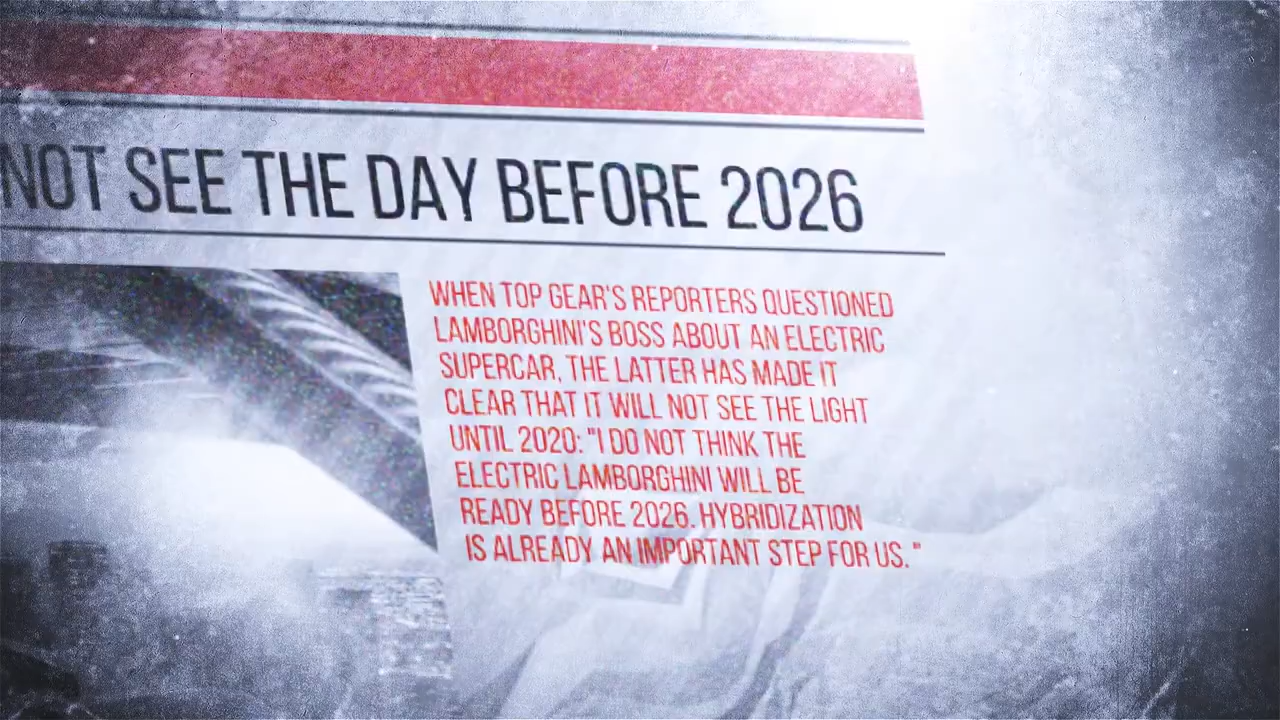 NOT SEE THE DAY BEFORE 2026
WHEN TOP GEAR'S REPORTERS QUESTIONED
LAMBORGHINI'S BOSS ABOUT AN ELECTRIC
SUPERCAR, THE LATTER HAS MADE IT
CLEAR THAT IT WILL NOT SEE THE LIGHT
UNTIL 2020: "I DO NOT THINK THE
ELECTRIC LAMBORGHINI WILL BE
READY BEFORE 2026. HYBRIDIZATION
IS ALREADY AN IMPORTANT STEP FOR US."